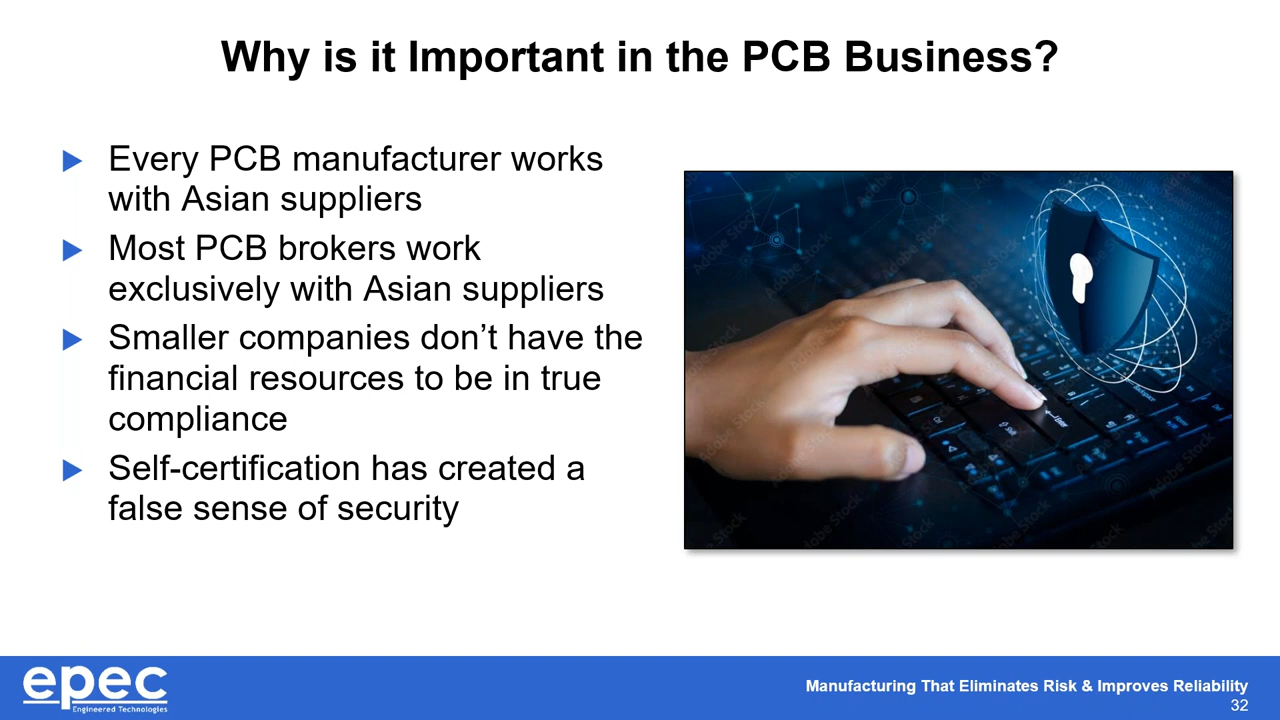 Why is it Important in the PCB Business?
Every PCB manufacturer works
with Asian suppliers
Most PCB brokers work
exclusively with Asian suppliers
Smaller companies don’t have the
financial resources to be in true
compliance
Self-certification has created a
false sense of security
Adobe Stock
epec
Engineered Technologies
Manufacturing That Eliminates Risk & Improves Reliability
32